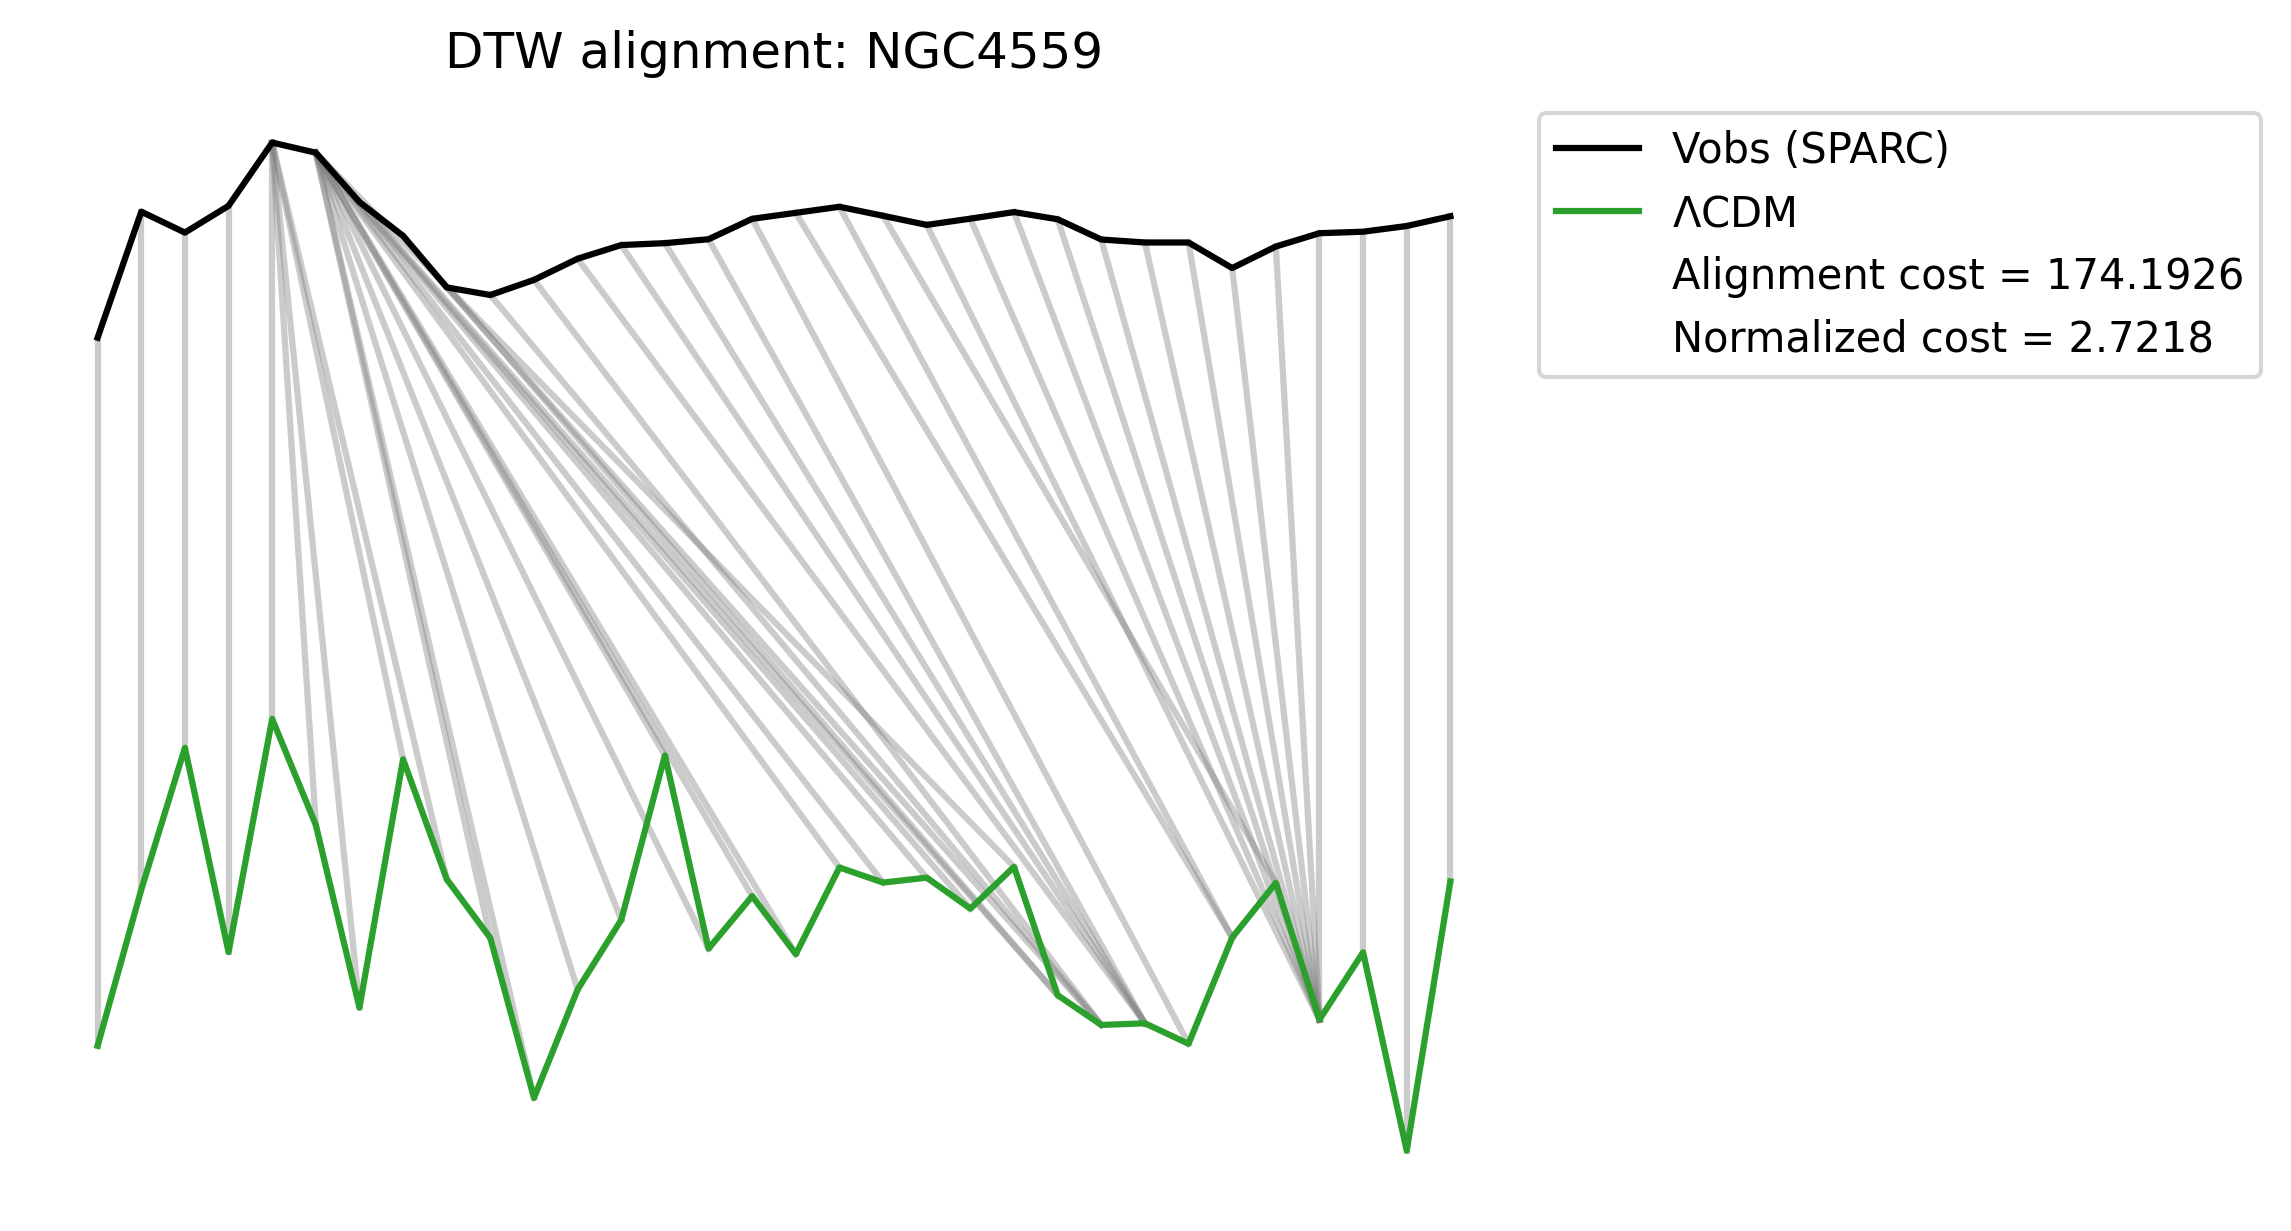 DTW alignment: NGC4559
Vobs (SPARC)
ΛCDM
Alignment cost = 174.1926
Normalized cost = 2.7218